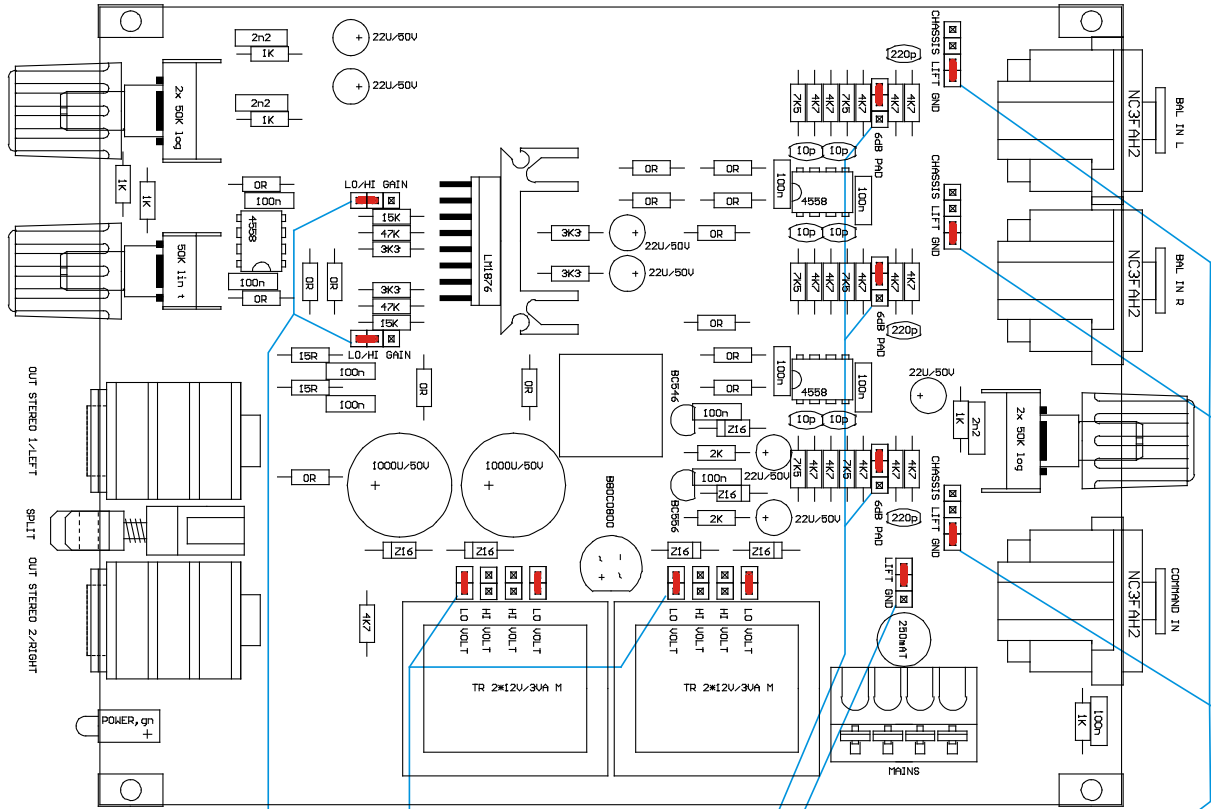 2n2
1K
22U/50V
22U/50V
2n2
1K
2x 50K log
1K
1K
0R
100n
4558
100n
0R
50K lin t
LO/HI GAIN
15K
47K
3K3
3K3
47K
15K
LO/HI GAIN
0R
0R
LM1876
3K3
22U/50V
3K3
22U/50V
0R
0R
0R
0R
0R
220p
7K5
4K7
4K7
7K5
4K7
4K7
4K7
6dB PAD
10p
10p
100n
4558
100n
10p
10p
7K5
4K7
4K7
7K5
4K7
4K7
4K7
6dB PAD
220p
CHASSIS LIFT GND
NC3FAH2
BAL IN L
CHASSIS LIFT GND
NC3FAH2
BAL IN R
15R
100n
15R
100n
0R
0R
0R
0R
0R
100n
4558
100n
10p
10p
22U/50V
1K
2n2
2x 50K log
BC546
100n
Z16
2K
22U/50V
BC556
100n
Z16
2K
22U/50V
7K5
4K7
4K7
7K5
4K7
4K7
4K7
6dB PAD
220p
CHASSIS LIFT GND
NC3FAH2
COMMAND IN
OUT STEREO 1/LEFT
SPLIT
OUT STEREO 2/RIGHT
0R
1000U/50V
1000U/50V
B80C0800
Z16
Z16
Z16
Z16
4K7
LO VOLT
HI VOLT
HI VOLT
LO VOLT
LO VOLT
HI VOLT
HI VOLT
LO VOLT
TR 2*12V/3VA M
TR 2*12V/3VA M
LIFT GND
250mAT
MAINS
1K
100n
POWER,gn